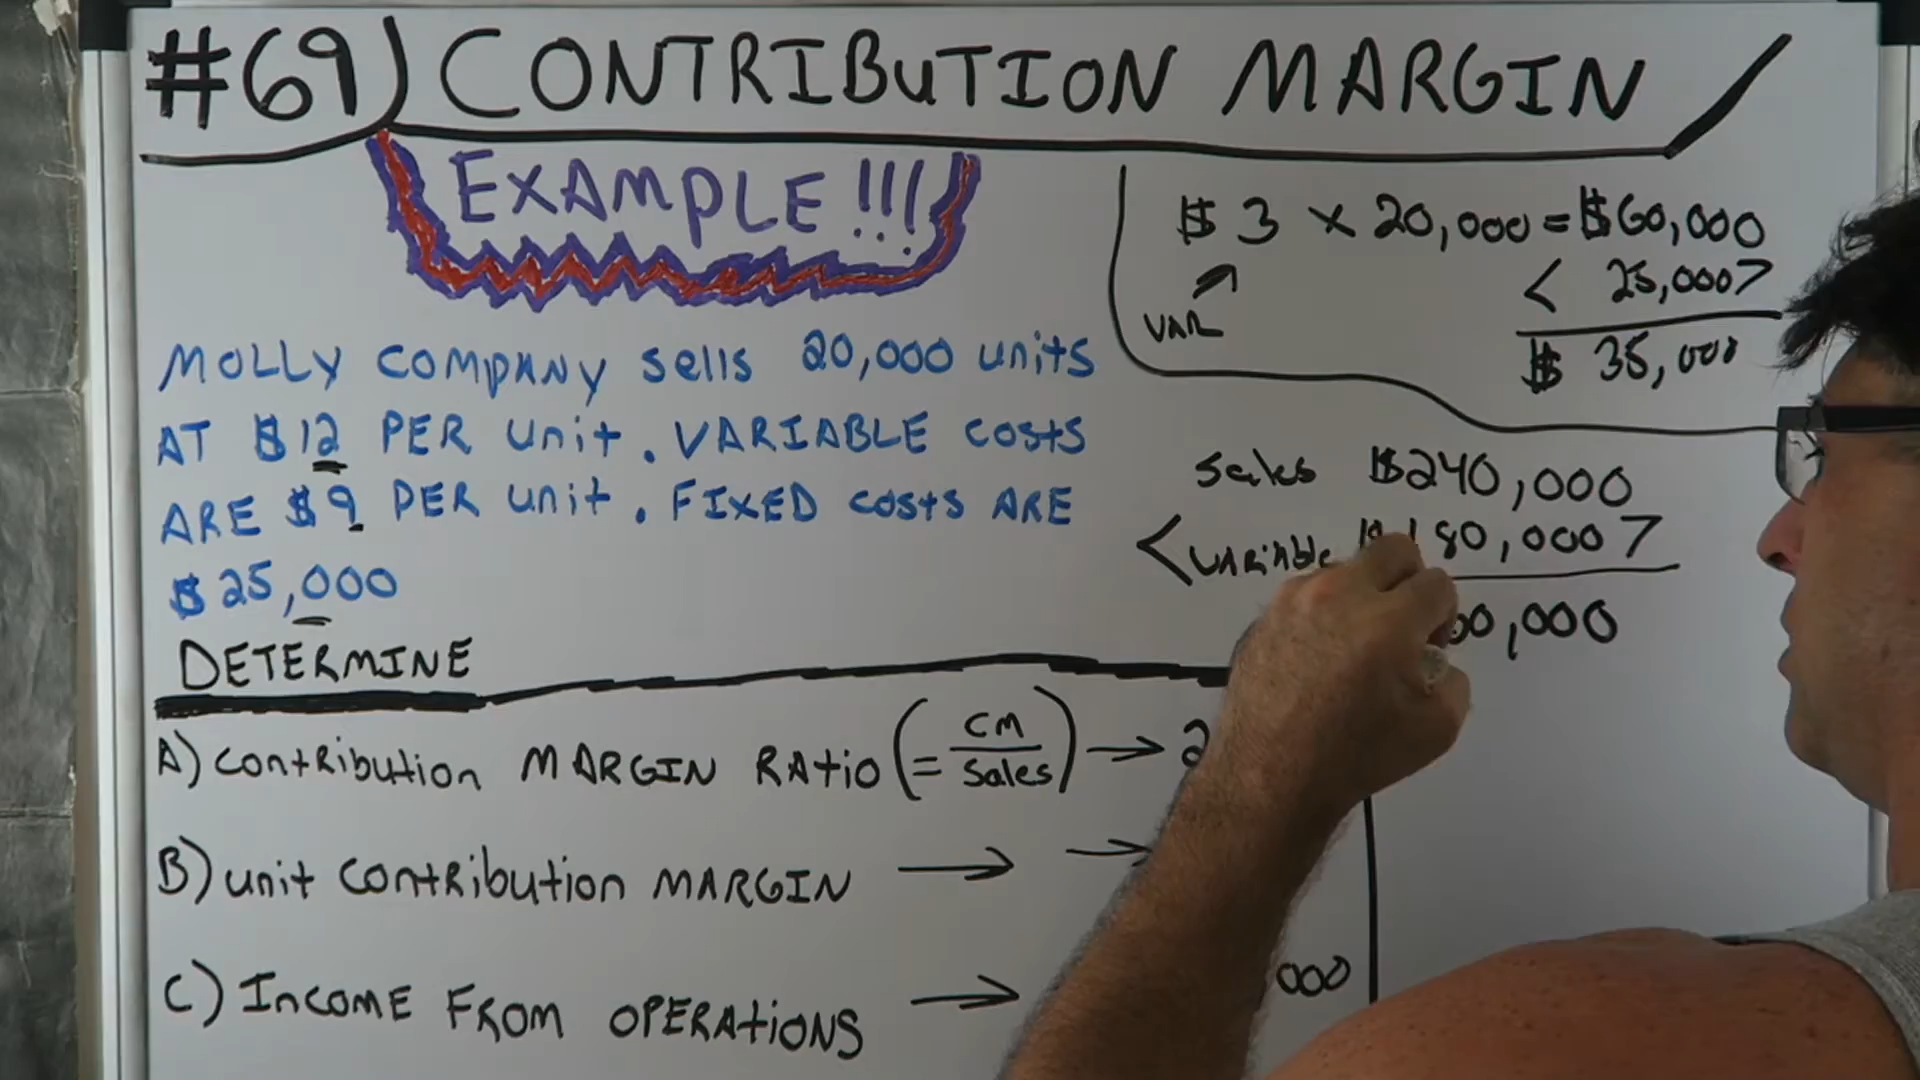 #69) CONTRIBUTION MARGIN
EXAMPLE!!!
MOLLY COMPANY sells 20,000 units
AT $12 PER unit. VARIABLE costs
ARE $9 PER unit. FIXED costs ARE
$25,000
DETERMINE
A) contribution MARGIN RATIO (= CM / Sales) → 2
B) unit contribution MARGIN → →
C) INCOME FROM OPERATIONS → 000
$ 3 × 20,000 = $60,000
VAR
< 25,000>
$ 35,000
Sales $240,000
<VARiable $180,000>
60,000